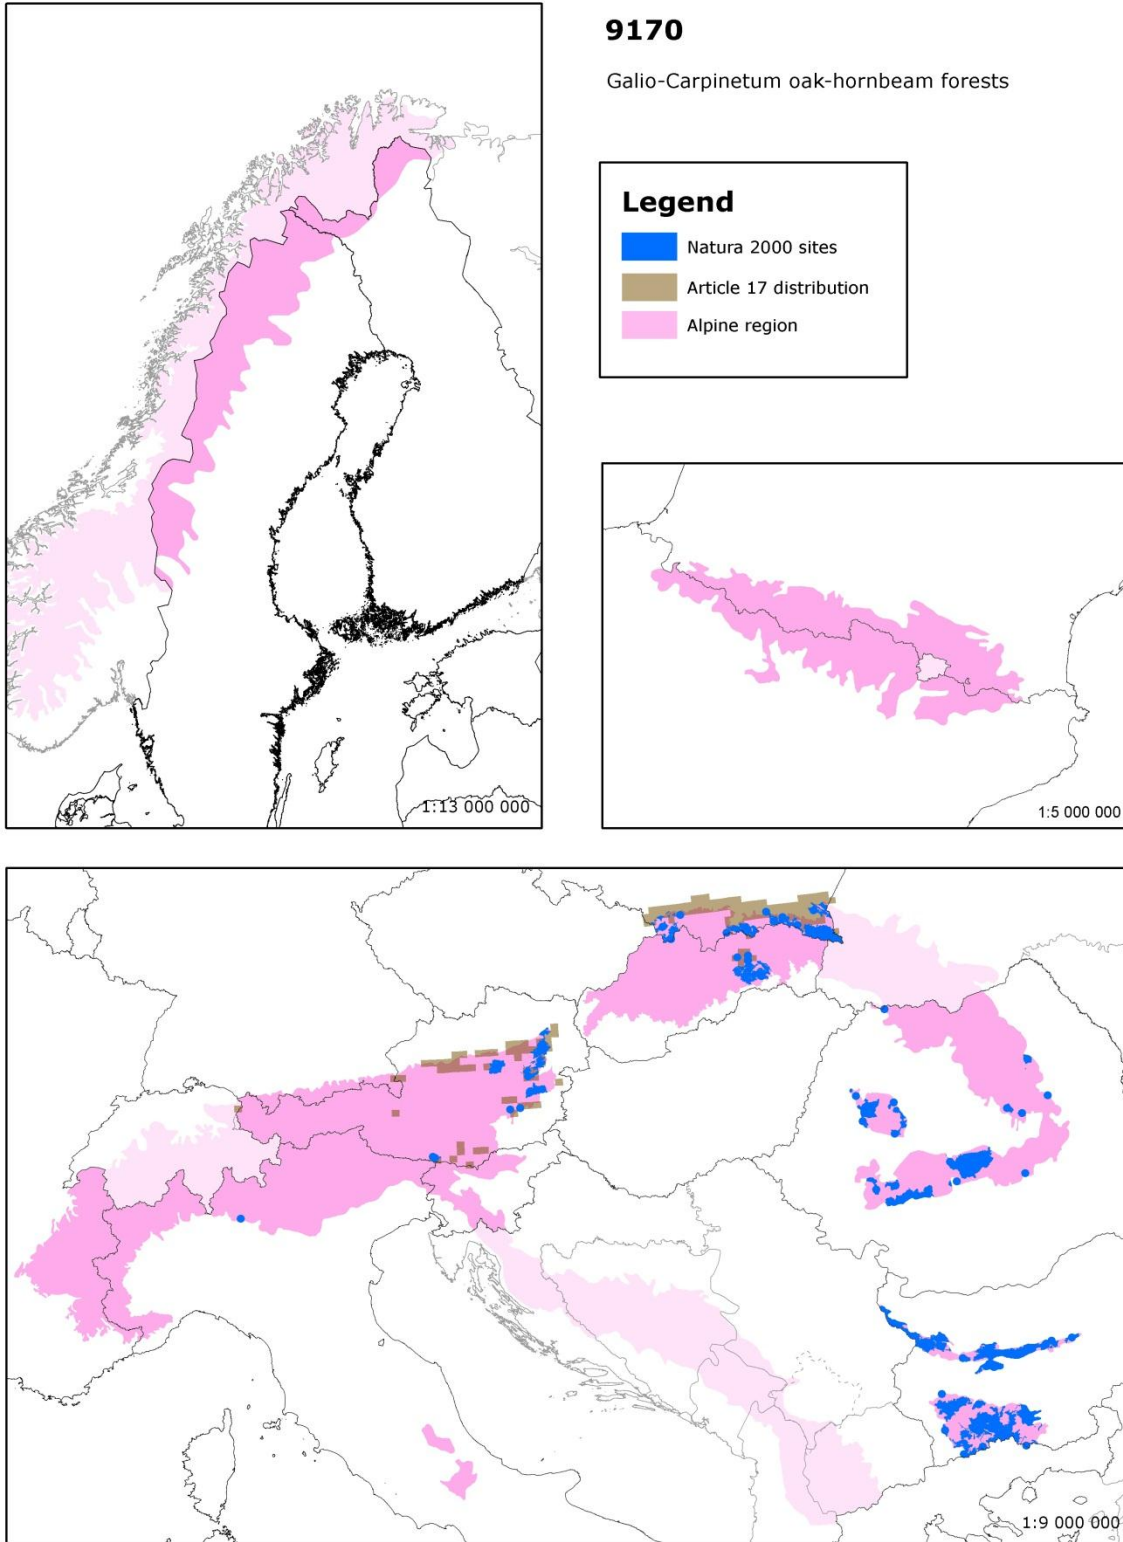 9170
Galio-Carpinetum oak-hornbeam forests
Legend
Natura 2000 sites
Article 17 distribution
Alpine region
1:13 000 000
1:5 000 000
1:9 000 000